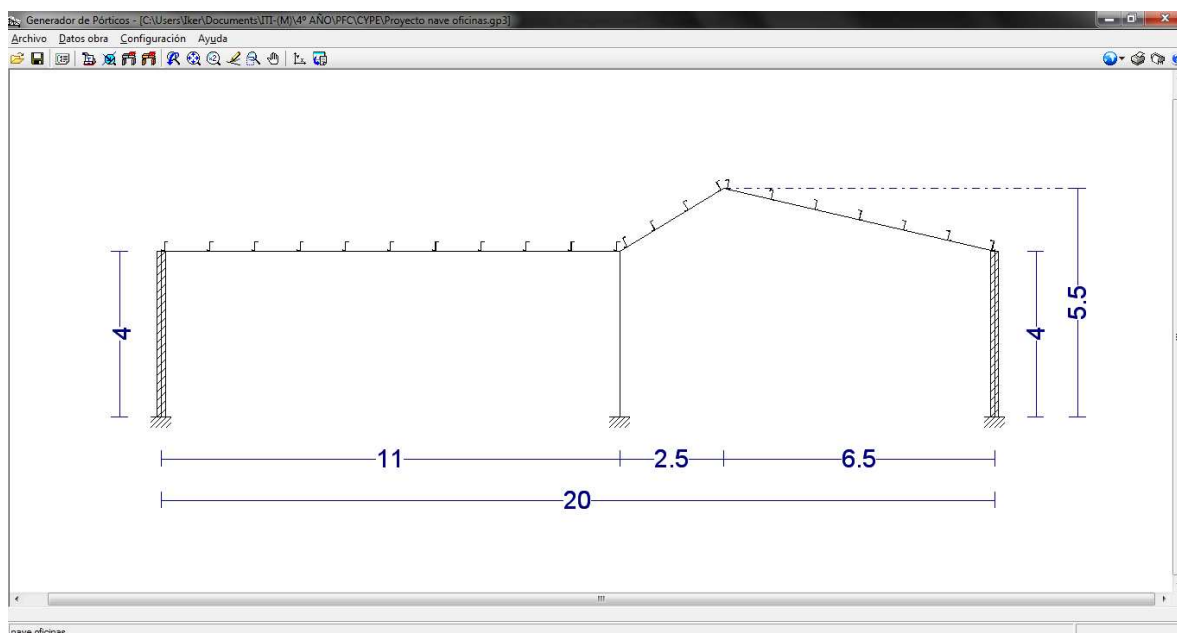 Generador de Pórticos - [C:\Users\Iker\Documents\ITI-(M)\4º AÑO\PFC\CYPE\Proyecto nave oficinas.gp3]
Archivo Datos obra Configuración Ayuda
4
4
5.5
11
2.5
6.5
20
nave oficinas